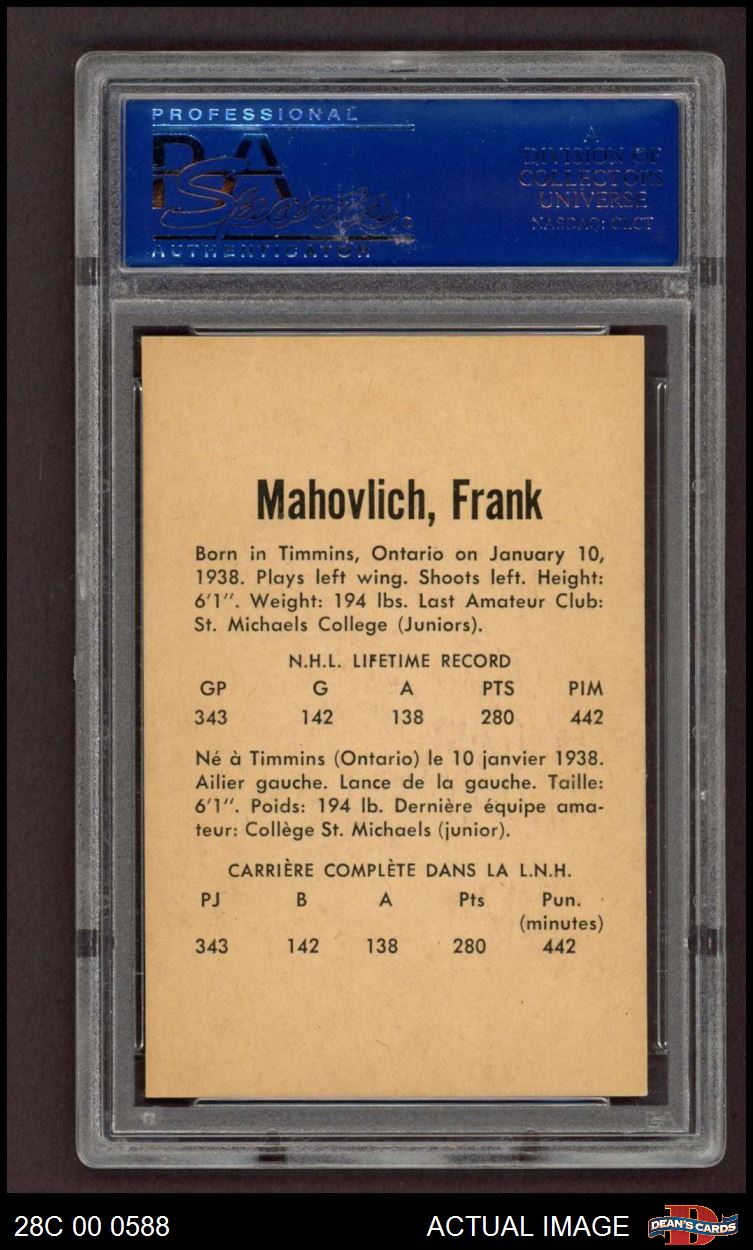 PROFESSIONAL
PSA
Sports
AUTHENTICATOR
A
DIVISION OF
COLLECTORS
UNIVERSE
NASDAQ: CLCT
Mahovlich, Frank
Born in Timmins, Ontario on January 10,
1938. Plays left wing. Shoots left. Height:
6'1". Weight: 194 lbs. Last Amateur Club:
St. Michaels College (Juniors).
N.H.L. LIFETIME RECORD
GP G A PTS PIM
343 142 138 280 442
Né à Timmins (Ontario) le 10 janvier 1938.
Ailier gauche. Lance de la gauche. Taille:
6'1". Poids: 194 lb. Dernière équipe ama-
teur: Collège St. Michaels (junior).
CARRIÈRE COMPLÈTE DANS LA L.N.H.
PJ B A Pts Pun.
(minutes)
343 142 138 280 442
28C 00 0588 ACTUAL IMAGE DEAN'S CARDS